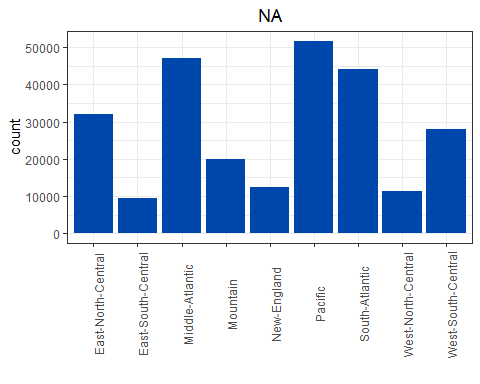 NA
count
50000
40000
30000
20000
10000
0
East-North-Central
East-South-Central
Middle-Atlantic
Mountain
New-England
Pacific
South-Atlantic
West-North-Central
West-South-Central